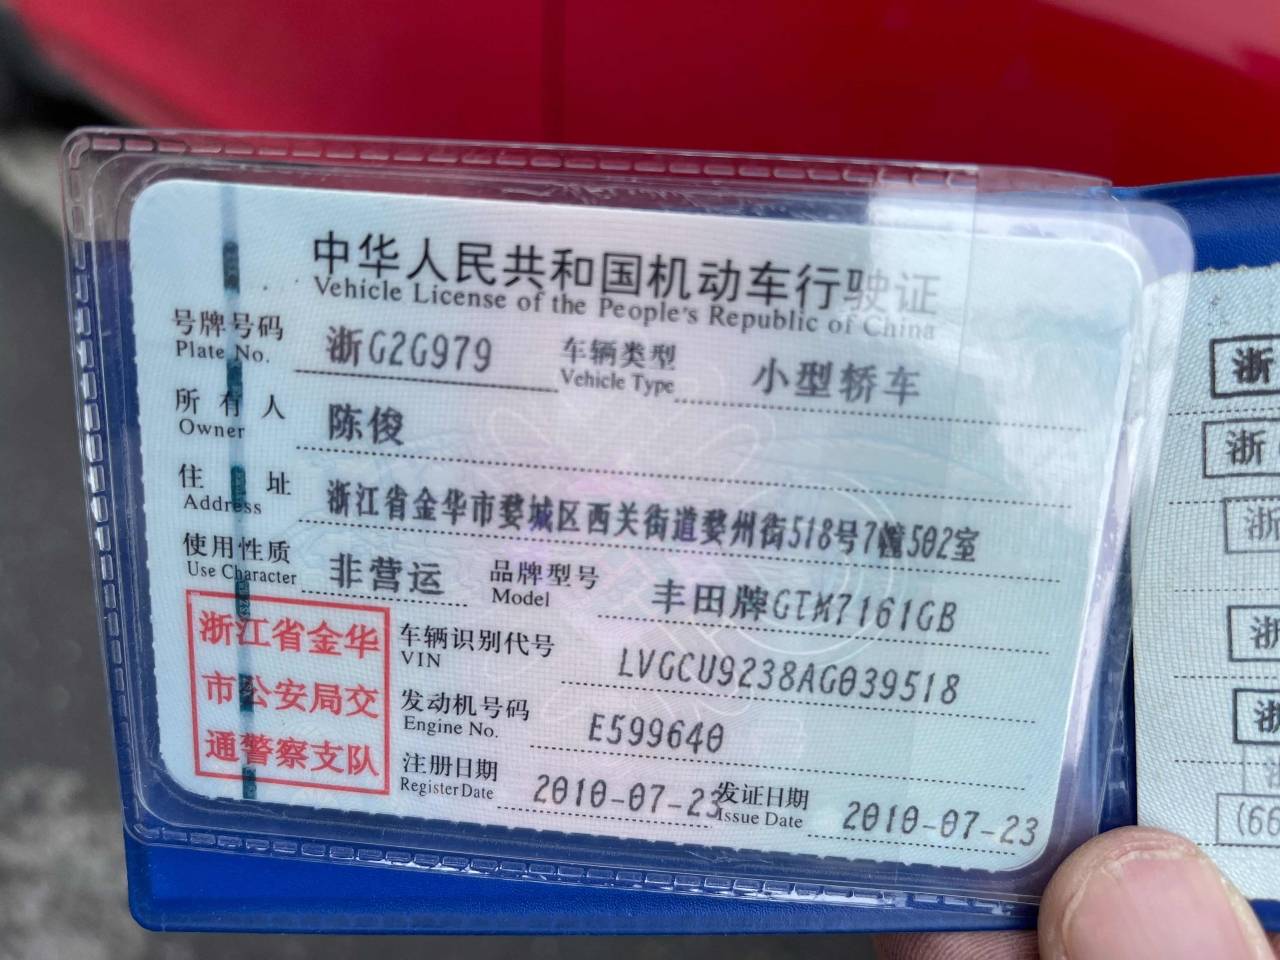 中华人民共和国机动车行驶证
Vehicle License of the People's Republic of China
号牌号码 浙G2G979 车辆类型 小型轿车
Plate No. Vehicle Type
所有人 陈俊
Owner
住址 浙江省金华市婺城区西关街道婺州街518号7幢502室
Address
使用性质 非营运 品牌型号 丰田牌GTM7161GB
Use Character Model
浙江省金华
市公安局交
通警察支队
车辆识别代号 LVGCU9238AG039518
VIN
发动机号码 E599640
Engine No.
注册日期 2010-07-23 发证日期 2010-07-23
Register Date Issue Date
浙
浙
浙
浙
浙
(66